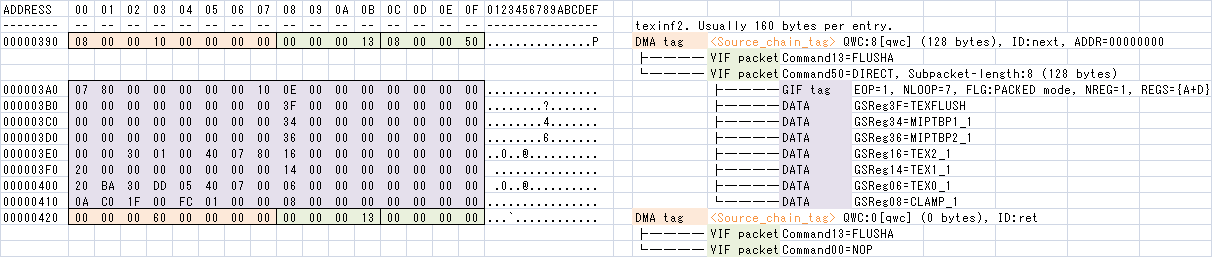 ADDRESS 00 01 02 03 04 05 06 07 08 09 0A 0B 0C 0D 0E 0F 0123456789ABCDEF
-------- -- -- -- -- -- -- -- -- -- -- -- -- -- -- -- -- ---------------- texinf2. Usually 160 bytes per entry.
00000390 08 00 00 10 00 00 00 00 00 00 00 13 08 00 00 50 ...............P DMA tag <Source_chain_tag> QWC:8[qwc] (128 bytes), ID:next, ADDR=00000000
├───── VIF packet Command13=FLUSHA
└───── VIF packet Command50=DIRECT, Subpacket-length:8 (128 bytes)
000003A0 07 80 00 00 00 00 00 10 0E 00 00 00 00 00 00 00 ................ ├───── GIF tag EOP=1, NLOOP=7, FLG:PACKED mode, NREG=1, REGS={A+D}
000003B0 00 00 00 00 00 00 00 00 3F 00 00 00 00 00 00 00 ........?....... ├───── DATA GSReg3F=TEXFLUSH
000003C0 00 00 00 00 00 00 00 00 34 00 00 00 00 00 00 00 ........4....... ├───── DATA GSReg34=MIPTBP1_1
000003D0 00 00 00 00 00 00 00 00 36 00 00 00 00 00 00 00 ........6....... ├───── DATA GSReg36=MIPTBP2_1
000003E0 00 00 30 01 00 40 07 80 16 00 00 00 00 00 00 00 ..0..@.......... ├───── DATA GSReg16=TEX2_1
000003F0 20 00 00 00 00 00 00 00 14 00 00 00 00 00 00 00 ............... ├───── DATA GSReg14=TEX1_1
00000400 20 BA 30 DD 05 40 07 00 06 00 00 00 00 00 00 00 .0..@.......... ├───── DATA GSReg06=TEX0_1
00000410 0A C0 1F 00 FC 01 00 00 08 00 00 00 00 00 00 00 ................ └───── DATA GSReg08=CLAMP_1
00000420 00 00 00 60 00 00 00 00 00 00 00 13 00 00 00 00 ...`............ DMA tag <Source_chain_tag> QWC:0[qwc] (0 bytes), ID:ret
├───── VIF packet Command13=FLUSHA
└───── VIF packet Command00=NOP